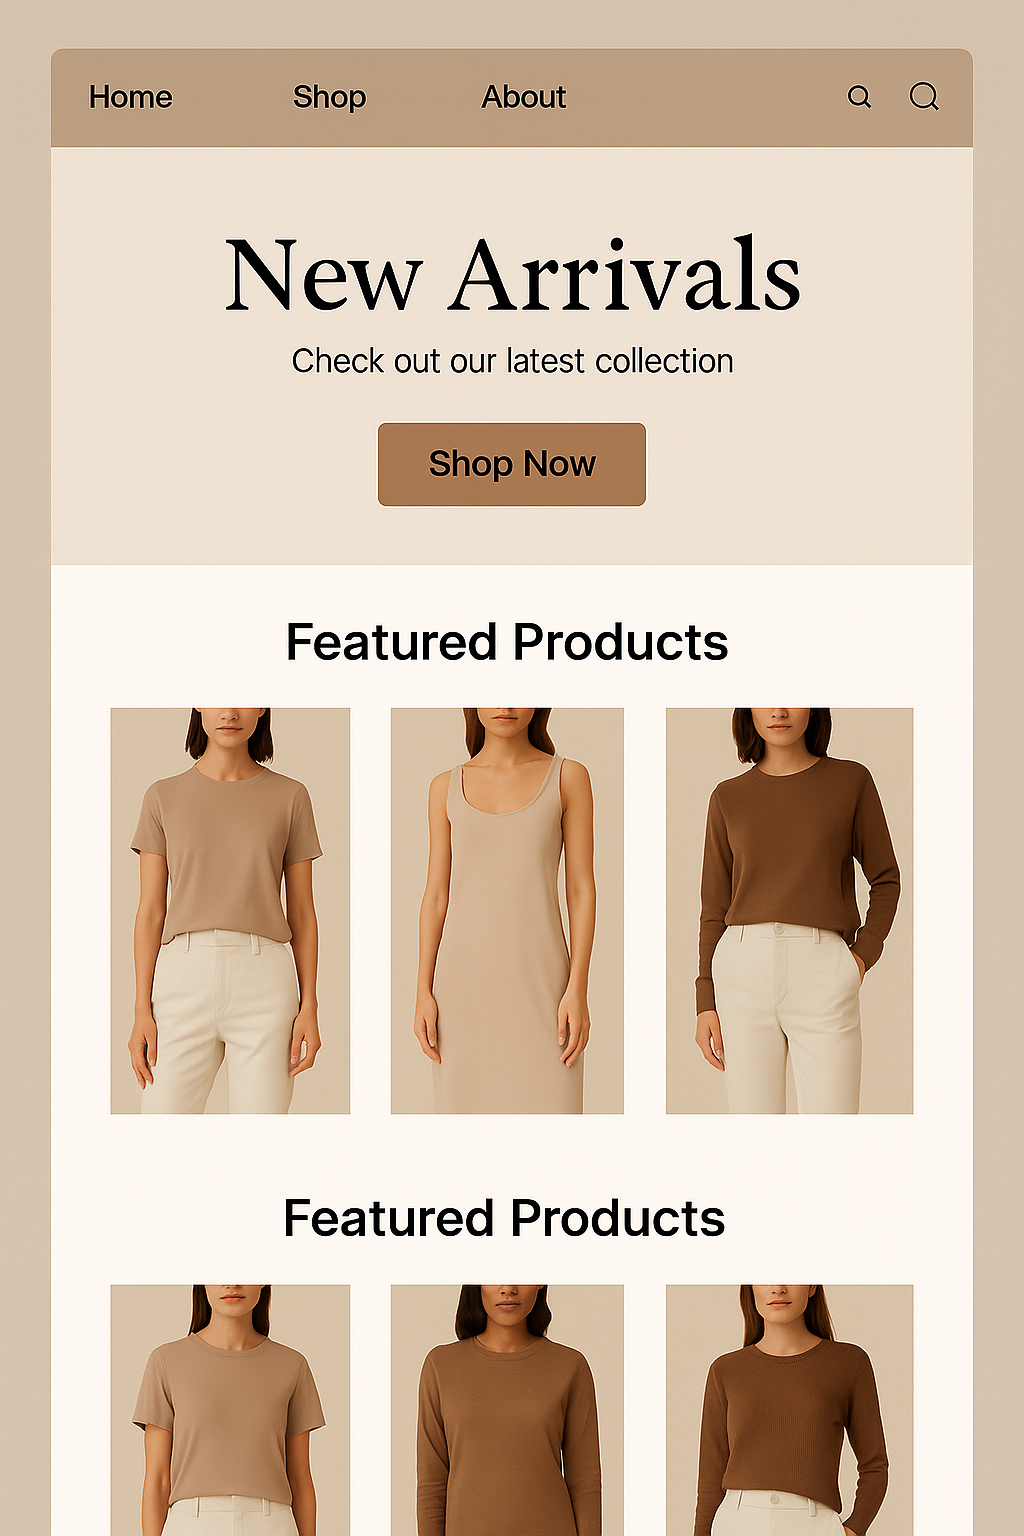 Home Shop About
New Arrivals
Check out our latest collection
Shop Now
Featured Products
Featured Products